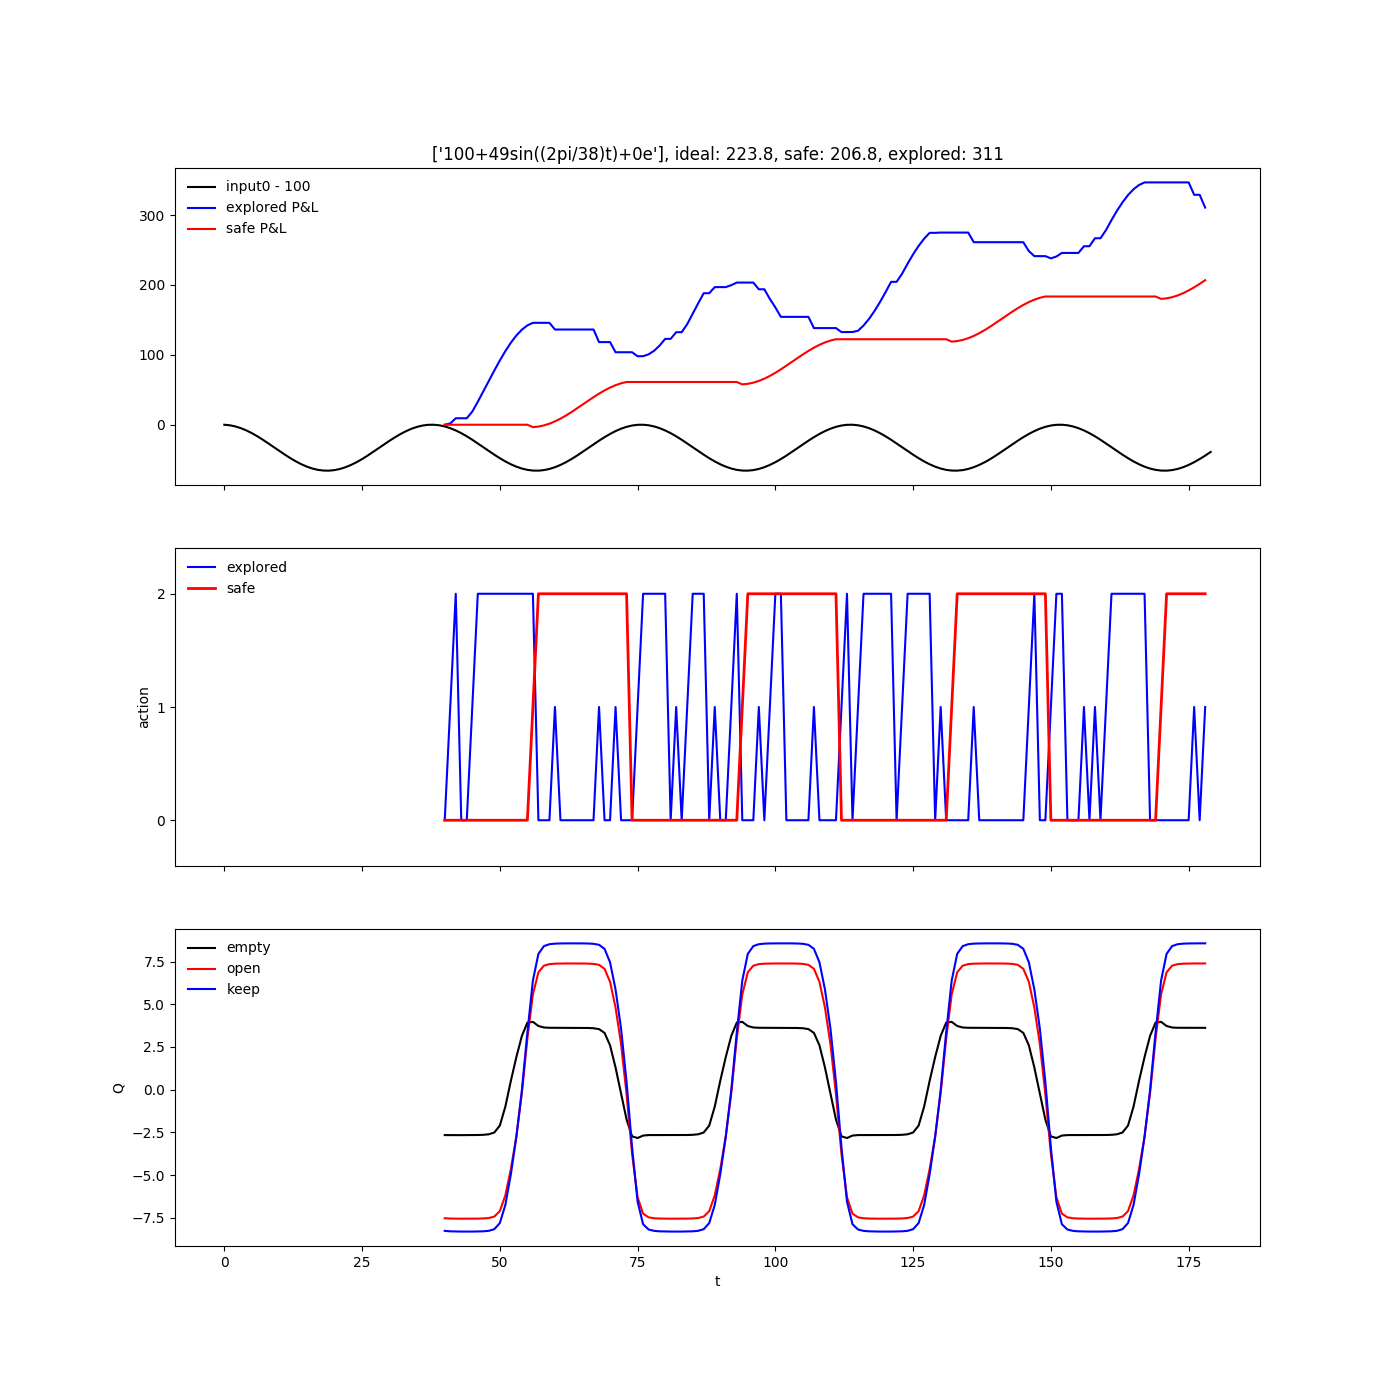 ['100+49sin((2pi/38)t)+0e'], ideal: 223.8, safe: 206.8, explored: 311
input0 - 100
explored P&L
safe P&L
300
200
100
0
explored
safe
2
1
0
action
empty
open
keep
7.5
5.0
2.5
0.0
−2.5
−5.0
−7.5
Q
0 25 50 75 100 125 150 175
t